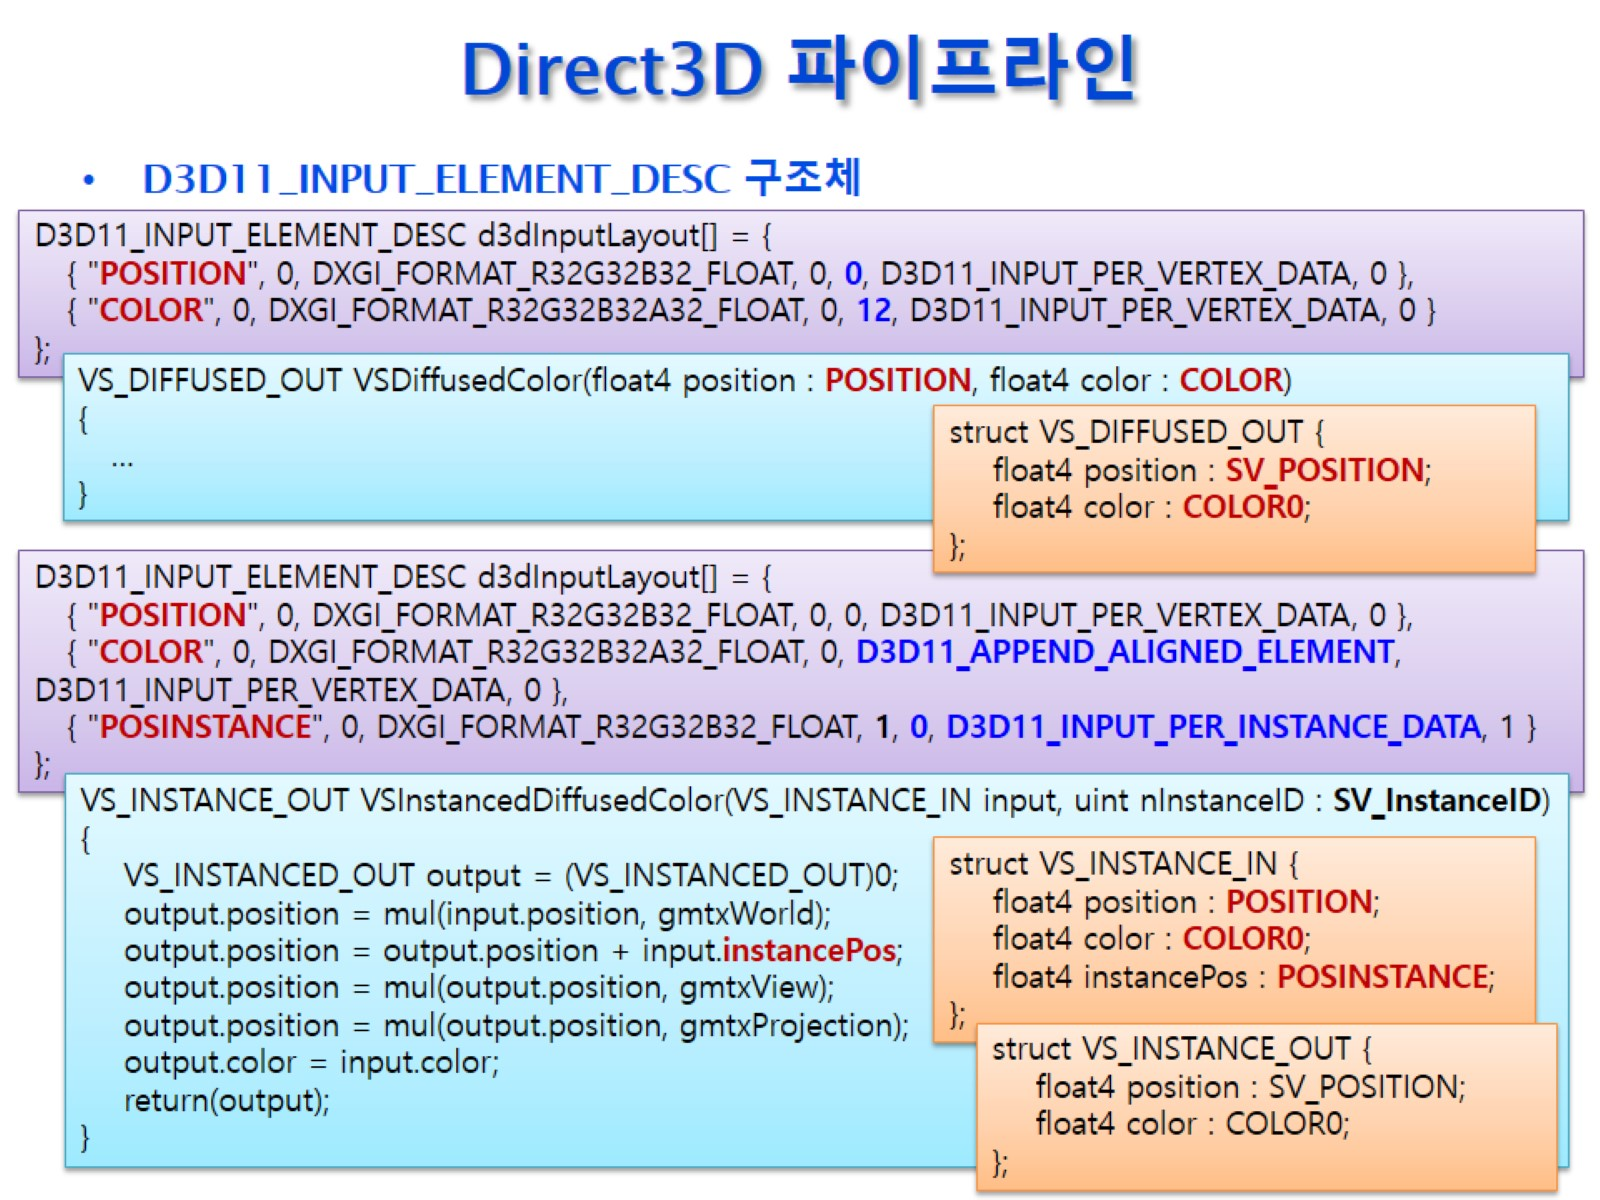 Direct3D 파이프라인
• D3D11_INPUT_ELEMENT_DESC 구조체
D3D11_INPUT_ELEMENT_DESC d3dInputLayout[] = {
{ "POSITION", 0, DXGI_FORMAT_R32G32B32_FLOAT, 0, 0, D3D11_INPUT_PER_VERTEX_DATA, 0 },
{ "COLOR", 0, DXGI_FORMAT_R32G32B32A32_FLOAT, 0, 12, D3D11_INPUT_PER_VERTEX_DATA, 0 }
};
VS_DIFFUSED_OUT VSDiffusedColor(float4 position : POSITION, float4 color : COLOR)
{
...
}
struct VS_DIFFUSED_OUT {
float4 position : SV_POSITION;
float4 color : COLOR0;
};
D3D11_INPUT_ELEMENT_DESC d3dInputLayout[] = {
{ "POSITION", 0, DXGI_FORMAT_R32G32B32_FLOAT, 0, 0, D3D11_INPUT_PER_VERTEX_DATA, 0 },
{ "COLOR", 0, DXGI_FORMAT_R32G32B32A32_FLOAT, 0, D3D11_APPEND_ALIGNED_ELEMENT,
D3D11_INPUT_PER_VERTEX_DATA, 0 },
{ "POSINSTANCE", 0, DXGI_FORMAT_R32G32B32_FLOAT, 1, 0, D3D11_INPUT_PER_INSTANCE_DATA, 1 }
};
VS_INSTANCE_OUT VSInstancedDiffusedColor(VS_INSTANCE_IN input, uint nInstanceID : SV_InstanceID)
{
VS_INSTANCED_OUT output = (VS_INSTANCED_OUT)0;
output.position = mul(input.position, gmtxWorld);
output.position = output.position + input.instancePos;
output.position = mul(output.position, gmtxView);
output.position = mul(output.position, gmtxProjection);
output.color = input.color;
return(output);
}
struct VS_INSTANCE_IN {
float4 position : POSITION;
float4 color : COLOR0;
float4 instancePos : POSINSTANCE;
};
struct VS_INSTANCE_OUT {
float4 position : SV_POSITION;
float4 color : COLOR0;
};